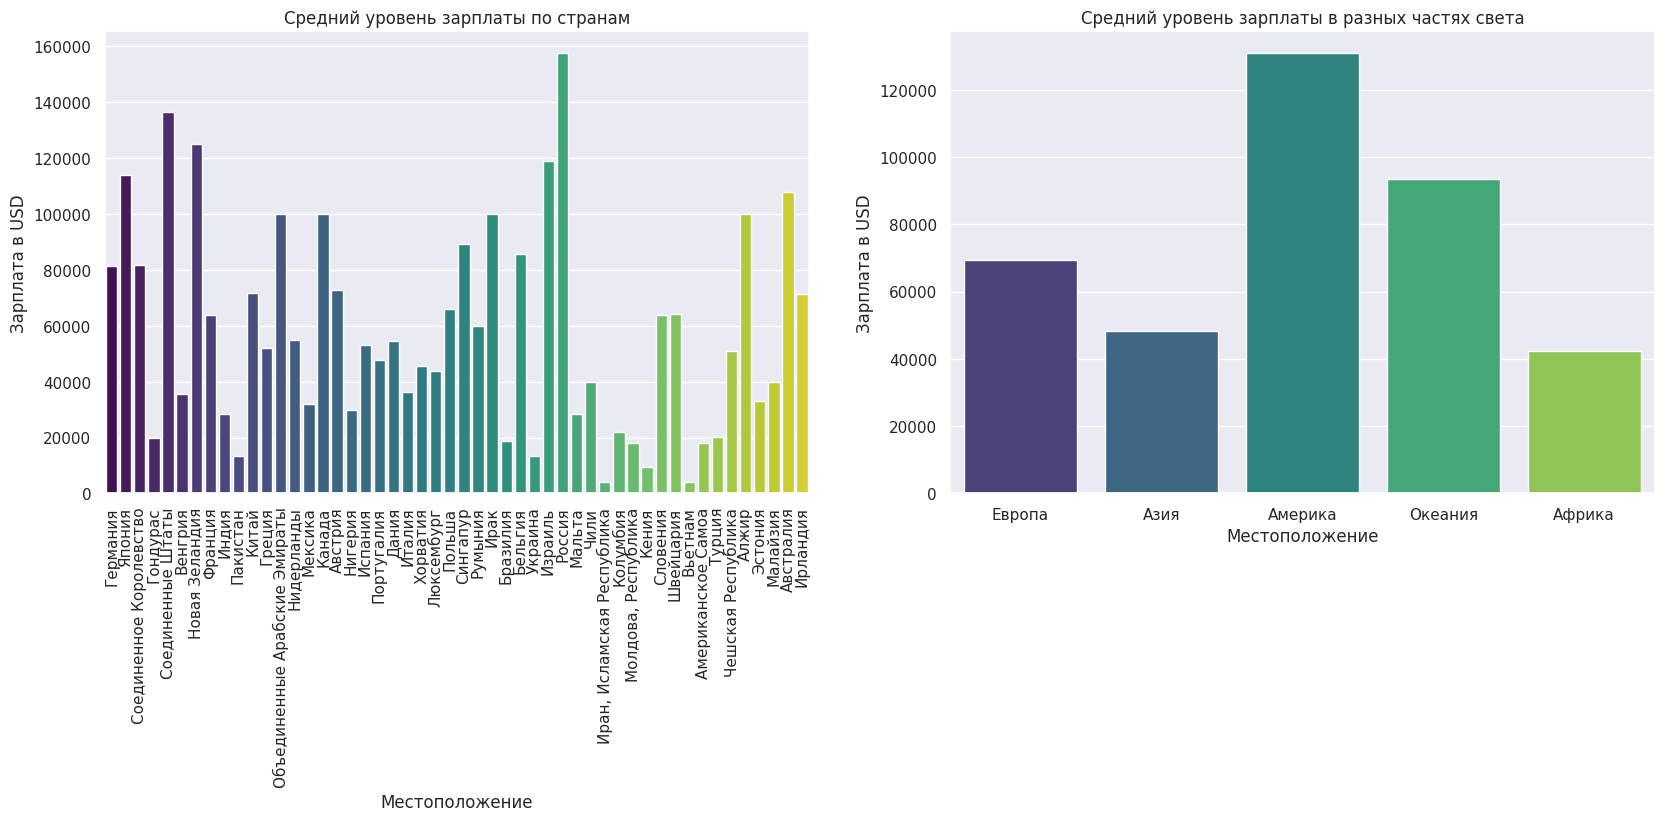 Средний уровень зарплаты по странам
Зарплата в USD
160000
140000
120000
100000
80000
60000
40000
20000
0
Германия
Япония
Соединенное Королевство
Гондурас
Соединенные Штаты
Венгрия
Новая Зеландия
Франция
Индия
Пакистан
Китай
Греция
Объединенные Арабские Эмираты
Нидерланды
Мексика
Канада
Австрия
Нигерия
Испания
Португалия
Дания
Италия
Хорватия
Люксембург
Польша
Сингапур
Румыния
Ирак
Бразилия
Бельгия
Украина
Израиль
Россия
Мальта
Чили
Иран, Исламская Республика
Колумбия
Молдова, Республика
Кения
Словения
Швейцария
Вьетнам
Американское Самоа
Турция
Чешская Республика
Алжир
Эстония
Малайзия
Австралия
Ирландия
Местоположение
Средний уровень зарплаты в разных частях света
Зарплата в USD
120000
100000
80000
60000
40000
20000
0
Европа
Азия
Америка
Океания
Африка
Местоположение